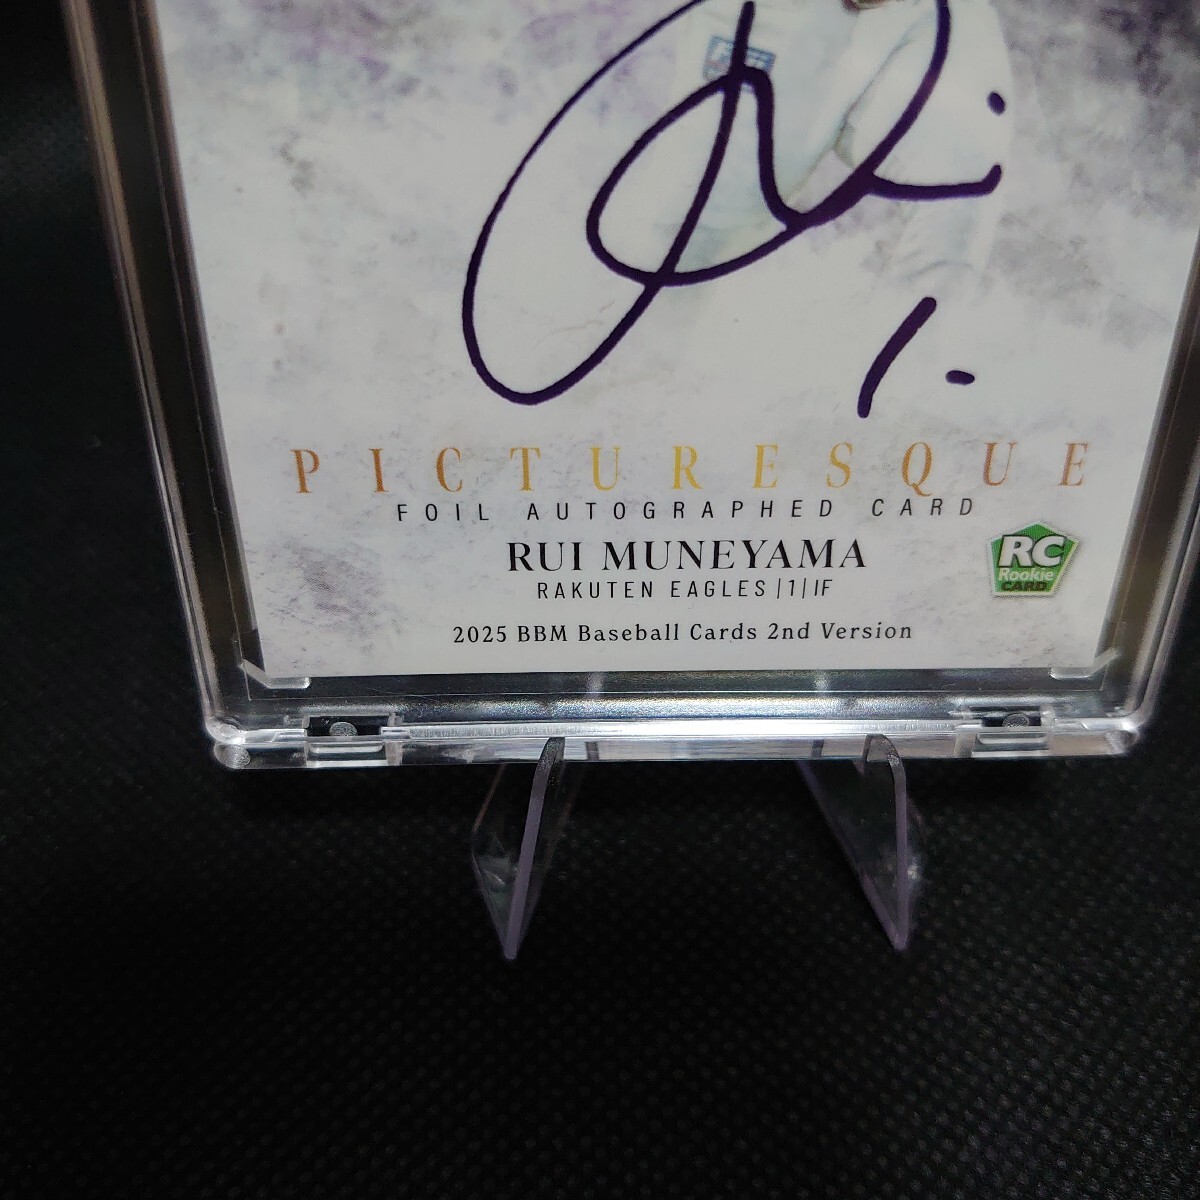 1.
PICTURESQUE
FOIL AUTOGRAPHED CARD
RUI MUNEYAMA
RAKUTEN EAGLES|1|IF
RC
Rookie
CARD
2025 BBM Baseball Cards 2nd Version